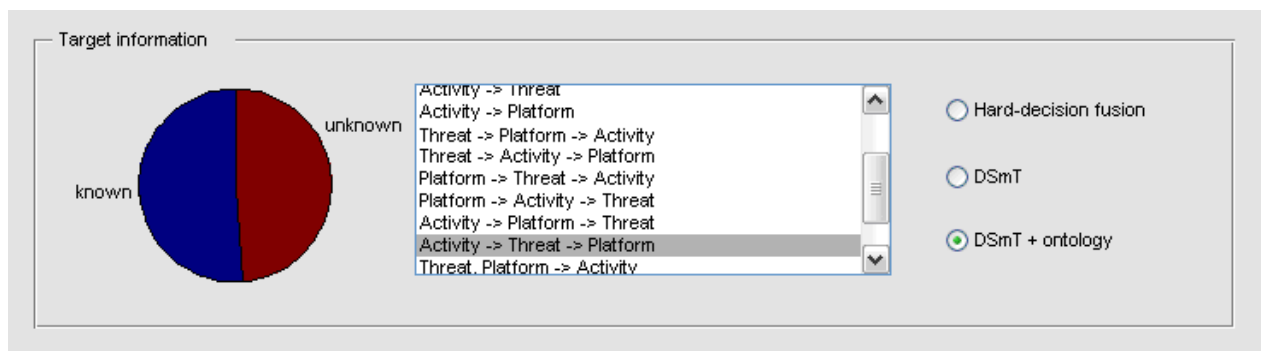 Target information
known
unknown
Activity -> Threat
Activity -> Platform
Threat -> Platform -> Activity
Threat -> Activity -> Platform
Platform -> Threat -> Activity
Platform -> Activity -> Threat
Activity -> Platform -> Threat
Activity -> Threat -> Platform
Threat, Platform -> Activity
Hard-decision fusion
DSmT
DSmT + ontology